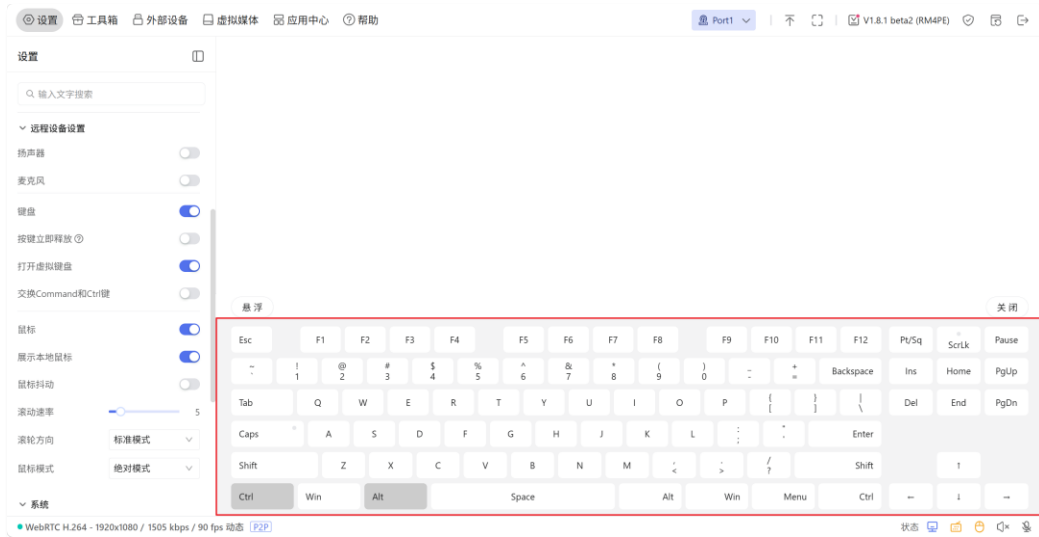 设置 工具箱 外部设备 虚拟媒体 应用中心 帮助 Port1 V1.8.1 beta2 (RM4PE)
设置
输入文字搜索
远程设备设置
扬声器
麦克风
键盘
按键立即释放
打开虚拟键盘
交换Command和Ctrl键
鼠标
展示本地鼠标
鼠标抖动
滚动速率 5
滚轮方向 标准模式
鼠标模式 绝对模式
系统
悬浮 关闭
Esc F1 F2 F3 F4 F5 F6 F7 F8 F9 F10 F11 F12 Pt/Sq ScrLk Pause
~ ! @ # $ % ^ & * ( ) _ +
` 1 2 3 4 5 6 7 8 9 0 - = Backspace Ins Home PgUp
Tab Q W E R T Y U I O P { [ } ] | \ Del End PgDn
Caps A S D F G H J K L : ; " ' Enter
Shift Z X C V B N M ; < . > / ? Shift ↑
Ctrl Win Alt Space Alt Win Menu Ctrl ← ↓ →
WebRTC H.264 - 1920x1080 / 1505 kbps / 90 fps 动态 P2P 状态